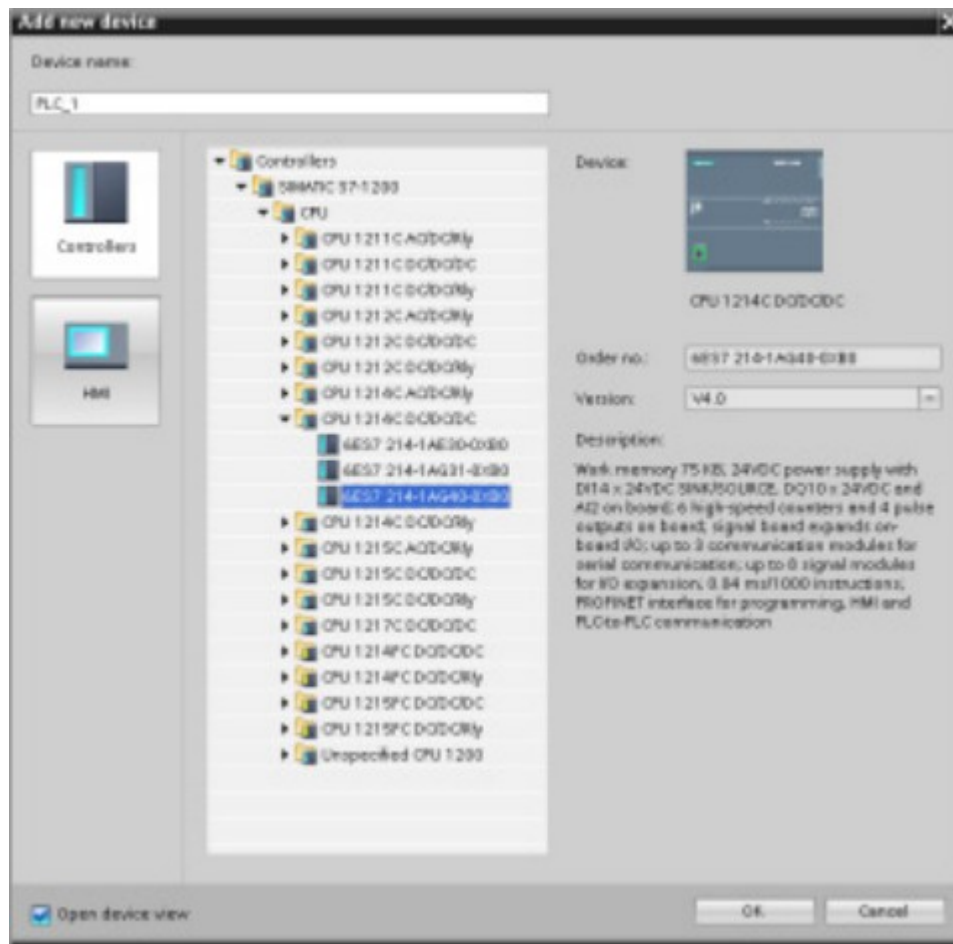 Add new device
Device name:
PLC_1
Controllers
HMI
Controllers
SIMATIC S7-1200
CPU
CPU 1211C AC/DC/Rly
CPU 1211C DC/DC/DC
CPU 1211C DC/DC/Rly
CPU 1212C AC/DC/Rly
CPU 1212C DC/DC/DC
CPU 1212C DC/DC/Rly
CPU 1214C AC/DC/Rly
CPU 1214C DC/DC/DC
6ES7 214-1AE30-0XB0
6ES7 214-1AG31-0XB0
6ES7 214-1AG40-0XB0
CPU 1214C DC/DC/Rly
CPU 1215C AC/DC/Rly
CPU 1215C DC/DC/DC
CPU 1215C DC/DC/Rly
CPU 1217C DC/DC/DC
CPU 1214FC DC/DC/DC
CPU 1214FC DC/DC/Rly
CPU 1215FC DC/DC/DC
CPU 1215FC DC/DC/Rly
Unspecified CPU 1200
Device:
CPU 1214C DC/DC/DC
Order no.: 6ES7 214-1AG40-0XB0
Version: V4.0
Description:
Work memory 75 KB; 24VDC power supply with
DI14 x 24VDC SINK/SOURCE, DQ10 x 24VDC and
AI2 on board; 6 high-speed counters and 4 pulse
outputs on board; signal board expands on-
board I/O; up to 3 communication modules for
serial communication; up to 8 signal modules
for I/O expansion; 0.04 ms/1000 instructions;
PROFINET interface for programming, HMI and
PLC-to-PLC communication
Open device view
OK
Cancel